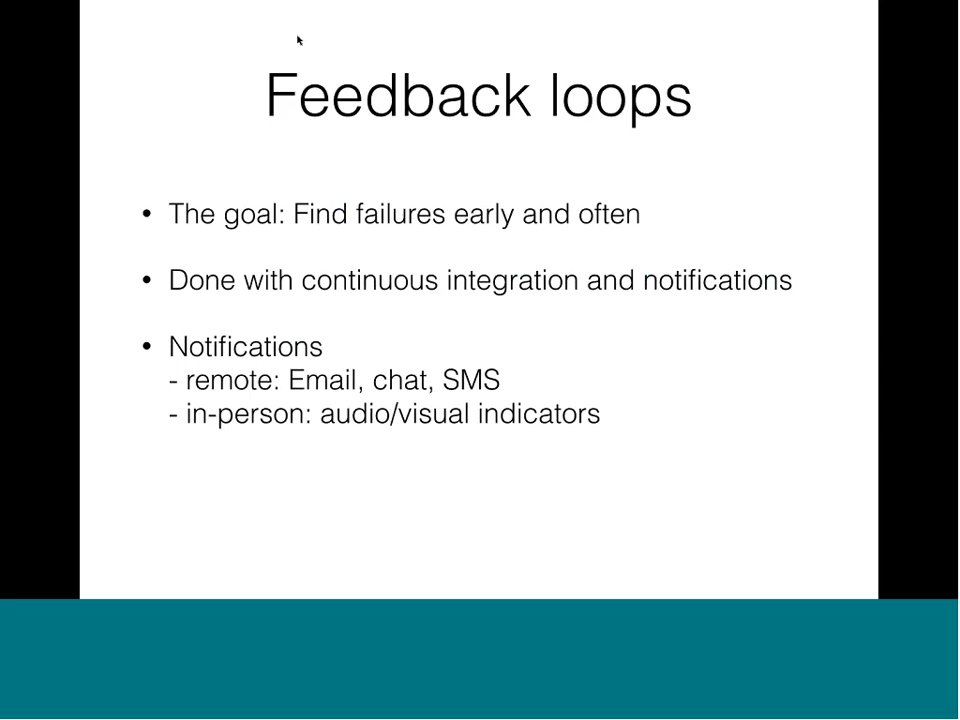 Feedback loops
• The goal: Find failures early and often
• Done with continuous integration and notifications
• Notifications
- remote: Email, chat, SMS
- in-person: audio/visual indicators